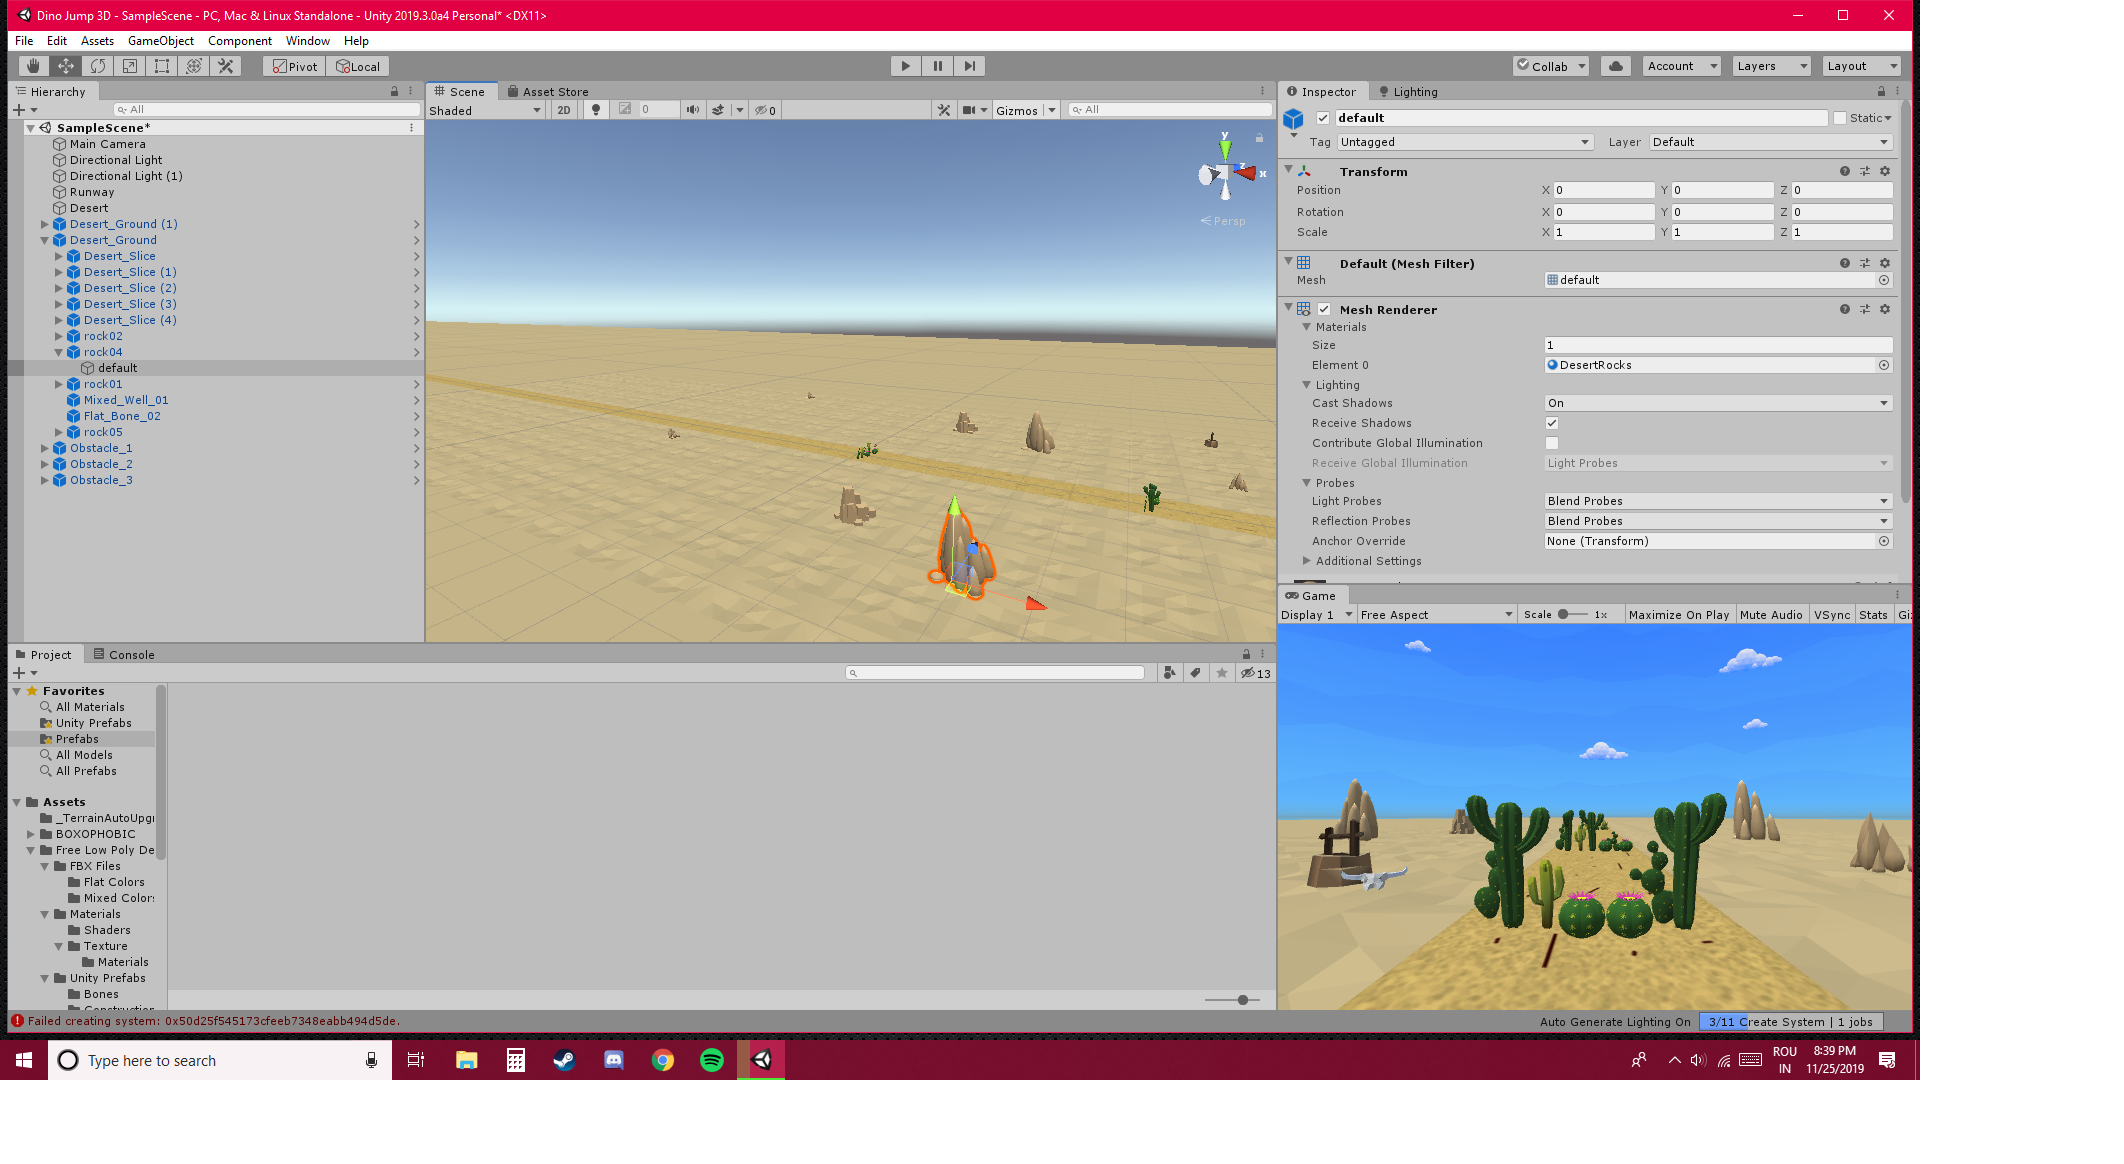 Dino Jump 3D - SampleScene - PC, Mac & Linux Standalone - Unity 2019.3.0a4 Personal* <DX11>
File Edit Assets GameObject Component Window Help
Pivot Local Collab Account Layers Layout
Hierarchy
All
SampleScene*
Main Camera
Directional Light
Directional Light (1)
Runway
Desert
Desert_Ground (1)
Desert_Ground
Desert_Slice
Desert_Slice (1)
Desert_Slice (2)
Desert_Slice (3)
Desert_Slice (4)
rock02
rock04
default
rock01
Mixed_Well_01
Flat_Bone_02
rock05
Obstacle_1
Obstacle_2
Obstacle_3
Scene Asset Store
Shaded 2D 0 0 Gizmos All
y
z
x
Persp
Inspector Lighting
default Static
Tag Untagged Layer Default
Transform
Position X 0 Y 0 Z 0
Rotation X 0 Y 0 Z 0
Scale X 1 Y 1 Z 1
Default (Mesh Filter)
Mesh default
Mesh Renderer
Materials
Size 1
Element 0 DesertRocks
Lighting
Cast Shadows On
Receive Shadows
Contribute Global Illumination
Receive Global Illumination Light Probes
Probes
Light Probes Blend Probes
Reflection Probes Blend Probes
Anchor Override None (Transform)
Additional Settings
Game
Display 1 Free Aspect Scale 1x Maximize On Play Mute Audio VSync Stats Gi
Project Console
13
Favorites
All Materials
Unity Prefabs
Prefabs
All Models
All Prefabs
Assets
_TerrainAutoUpg
BOXOPHOBIC
Free Low Poly De
FBX Files
Flat Colors
Mixed Color
Materials
Shaders
Texture
Materials
Unity Prefabs
Bones
Construction
Failed creating system: 0x50d25f545173cfeeb7348eabb494d5de.
Auto Generate Lighting On 3/11 Create System | 1 jobs
Type here to search
ROU 8:39 PM
IN 11/25/2019